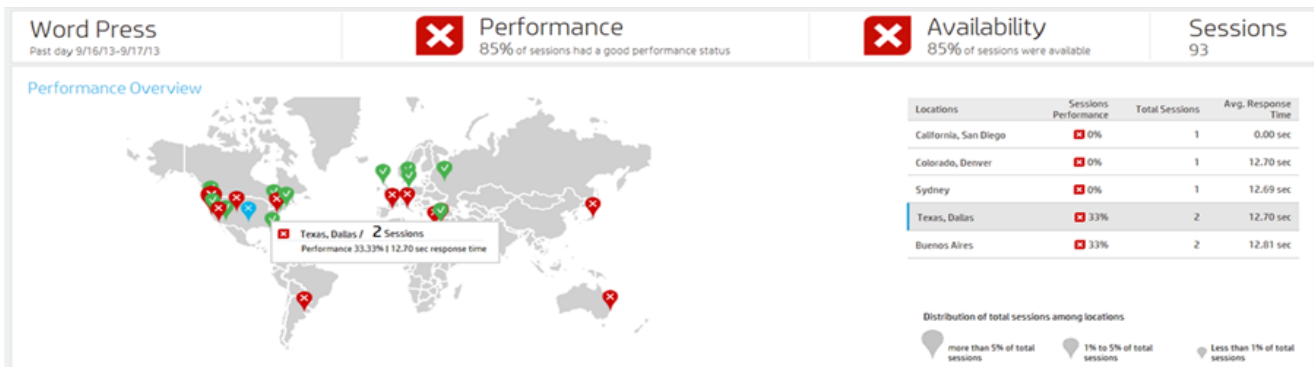 Word Press
Past day 9/16/13-9/17/13
Performance
85% of sessions had a good performance status
Availability
85% of sessions were available
Sessions
93
Performance Overview
Texas, Dallas / 2 Sessions
Performance 33.33% | 12.70 sec response time
Locations Sessions Performance Total Sessions Avg. Response Time
California, San Diego 0% 1 0.00 sec
Colorado, Denver 0% 1 12.70 sec
Sydney 0% 1 12.69 sec
Texas, Dallas 33% 2 12.70 sec
Buenos Aires 33% 2 12.81 sec
Distribution of total sessions among locations
more than 5% of total sessions
1% to 5% of total sessions
Less than 1% of total sessions